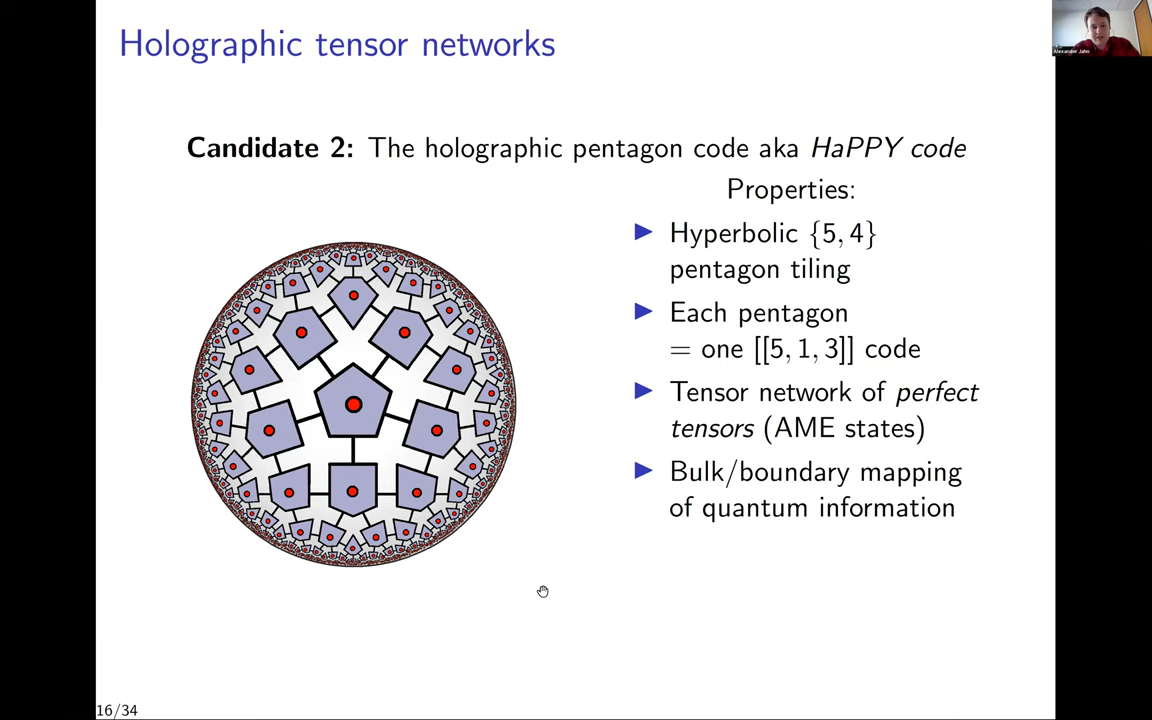 Holographic tensor networks
Alexander Jahn
Candidate 2: The holographic pentagon code aka HaPPY code
Properties:
Hyperbolic {5, 4}
pentagon tiling
Each pentagon
= one [[5, 1, 3]] code
Tensor network of perfect
tensors (AME states)
Bulk/boundary mapping
of quantum information
16/34